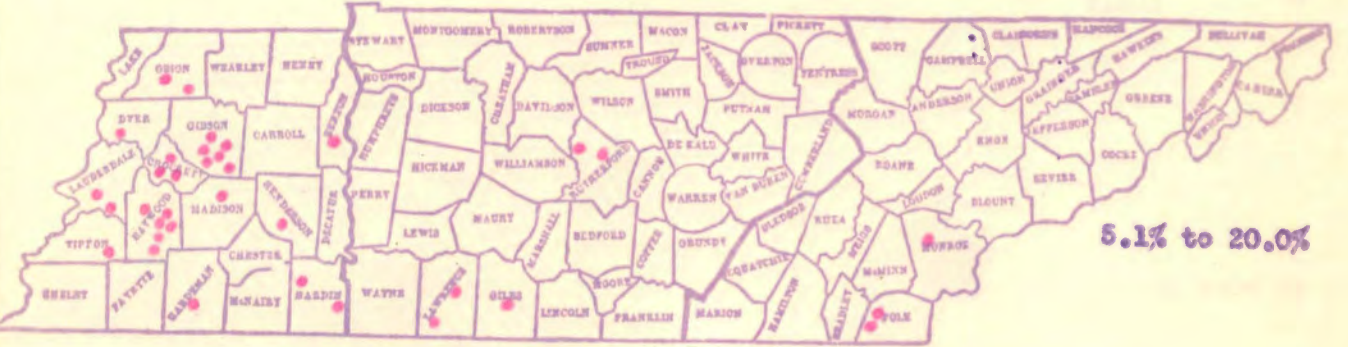 STEWART MONTGOMERY ROBERTSON SUMNER MACON CLAY PICKETT SCOTT CAMPBELL CLAIBORNE HANCOCK HAWKINS SULLIVAN JOHNSON
LAKE OBION WEAKLEY HENRY HOUSTON CHEATHAM TROUSD JACKSON OVERTON FENTRESS UNION GRAINGER HAMBLEN GREENE WASHINGTON UNICOI CARTER
DYER GIBSON CARROLL BENTON HUMPHREYS DICKSON DAVIDSON WILSON SMITH PUTNAM MORGAN ANDERSON KNOX JEFFERSON COCKE
LAUDERDALE CROCKETT HAYWOOD MADISON HENDERSON DECATUR PERRY HICKMAN WILLIAMSON RUTHERFORD CANNON DE KALB WHITE WARREN VAN BUREN CUMBERLAND ROANE LOUDON BLOUNT SEVIER
TIPTON CHESTER LEWIS MAURY MARSHALL BEDFORD COFFEE GRUNDY BLEDSOE RHEA MEIGS McMINN MONROE
5.1% to 20.0%
SHELBY FAYETTE HARDEMAN McNAIRY HARDIN WAYNE LAWRENCE GILES LINCOLN MOORE FRANKLIN MARION SEQUATCHIE HAMILTON BRADLEY POLK